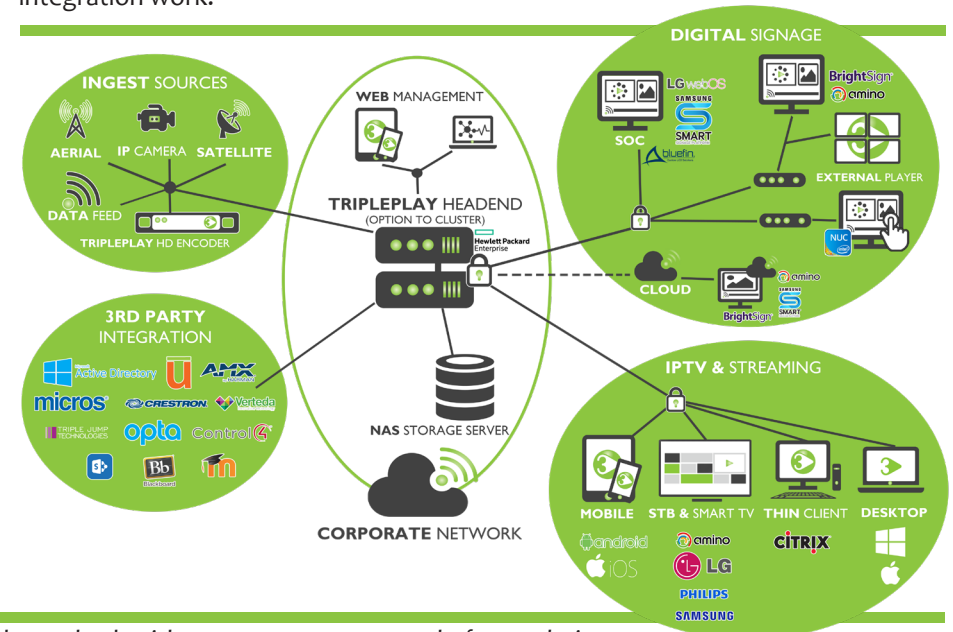 integration work.
DIGITAL SIGNAGE
LG webOS
SAMSUNG
S
SMART
SOC
bluefin
BrightSign
amino
EXTERNAL PLAYER
NUC
intel
CLOUD
amino
SAMSUNG
S
SMART
BrightSign
INGEST SOURCES
AERIAL
IP CAMERA
SATELLITE
DATA FEED
TRIPLEPLAY HD ENCODER
WEB MANAGEMENT
TRIPLEPLAY HEADEND
(OPTION TO CLUSTER)
Hewlett Packard
Enterprise
NAS STORAGE SERVER
CORPORATE NETWORK
3RD PARTY
INTEGRATION
Microsoft
Active Directory
U
AMX
micros
CRESTRON
Verteda
TRIPLE JUMP
TECHNOLOGIES
opta
Control4
S
Bb
Blackboard
m
IPTV & STREAMING
MOBILE
STB & SMART TV
THIN CLIENT
DESKTOP
android
iOS
amino
LG
PHILIPS
SAMSUNG
CITRIX